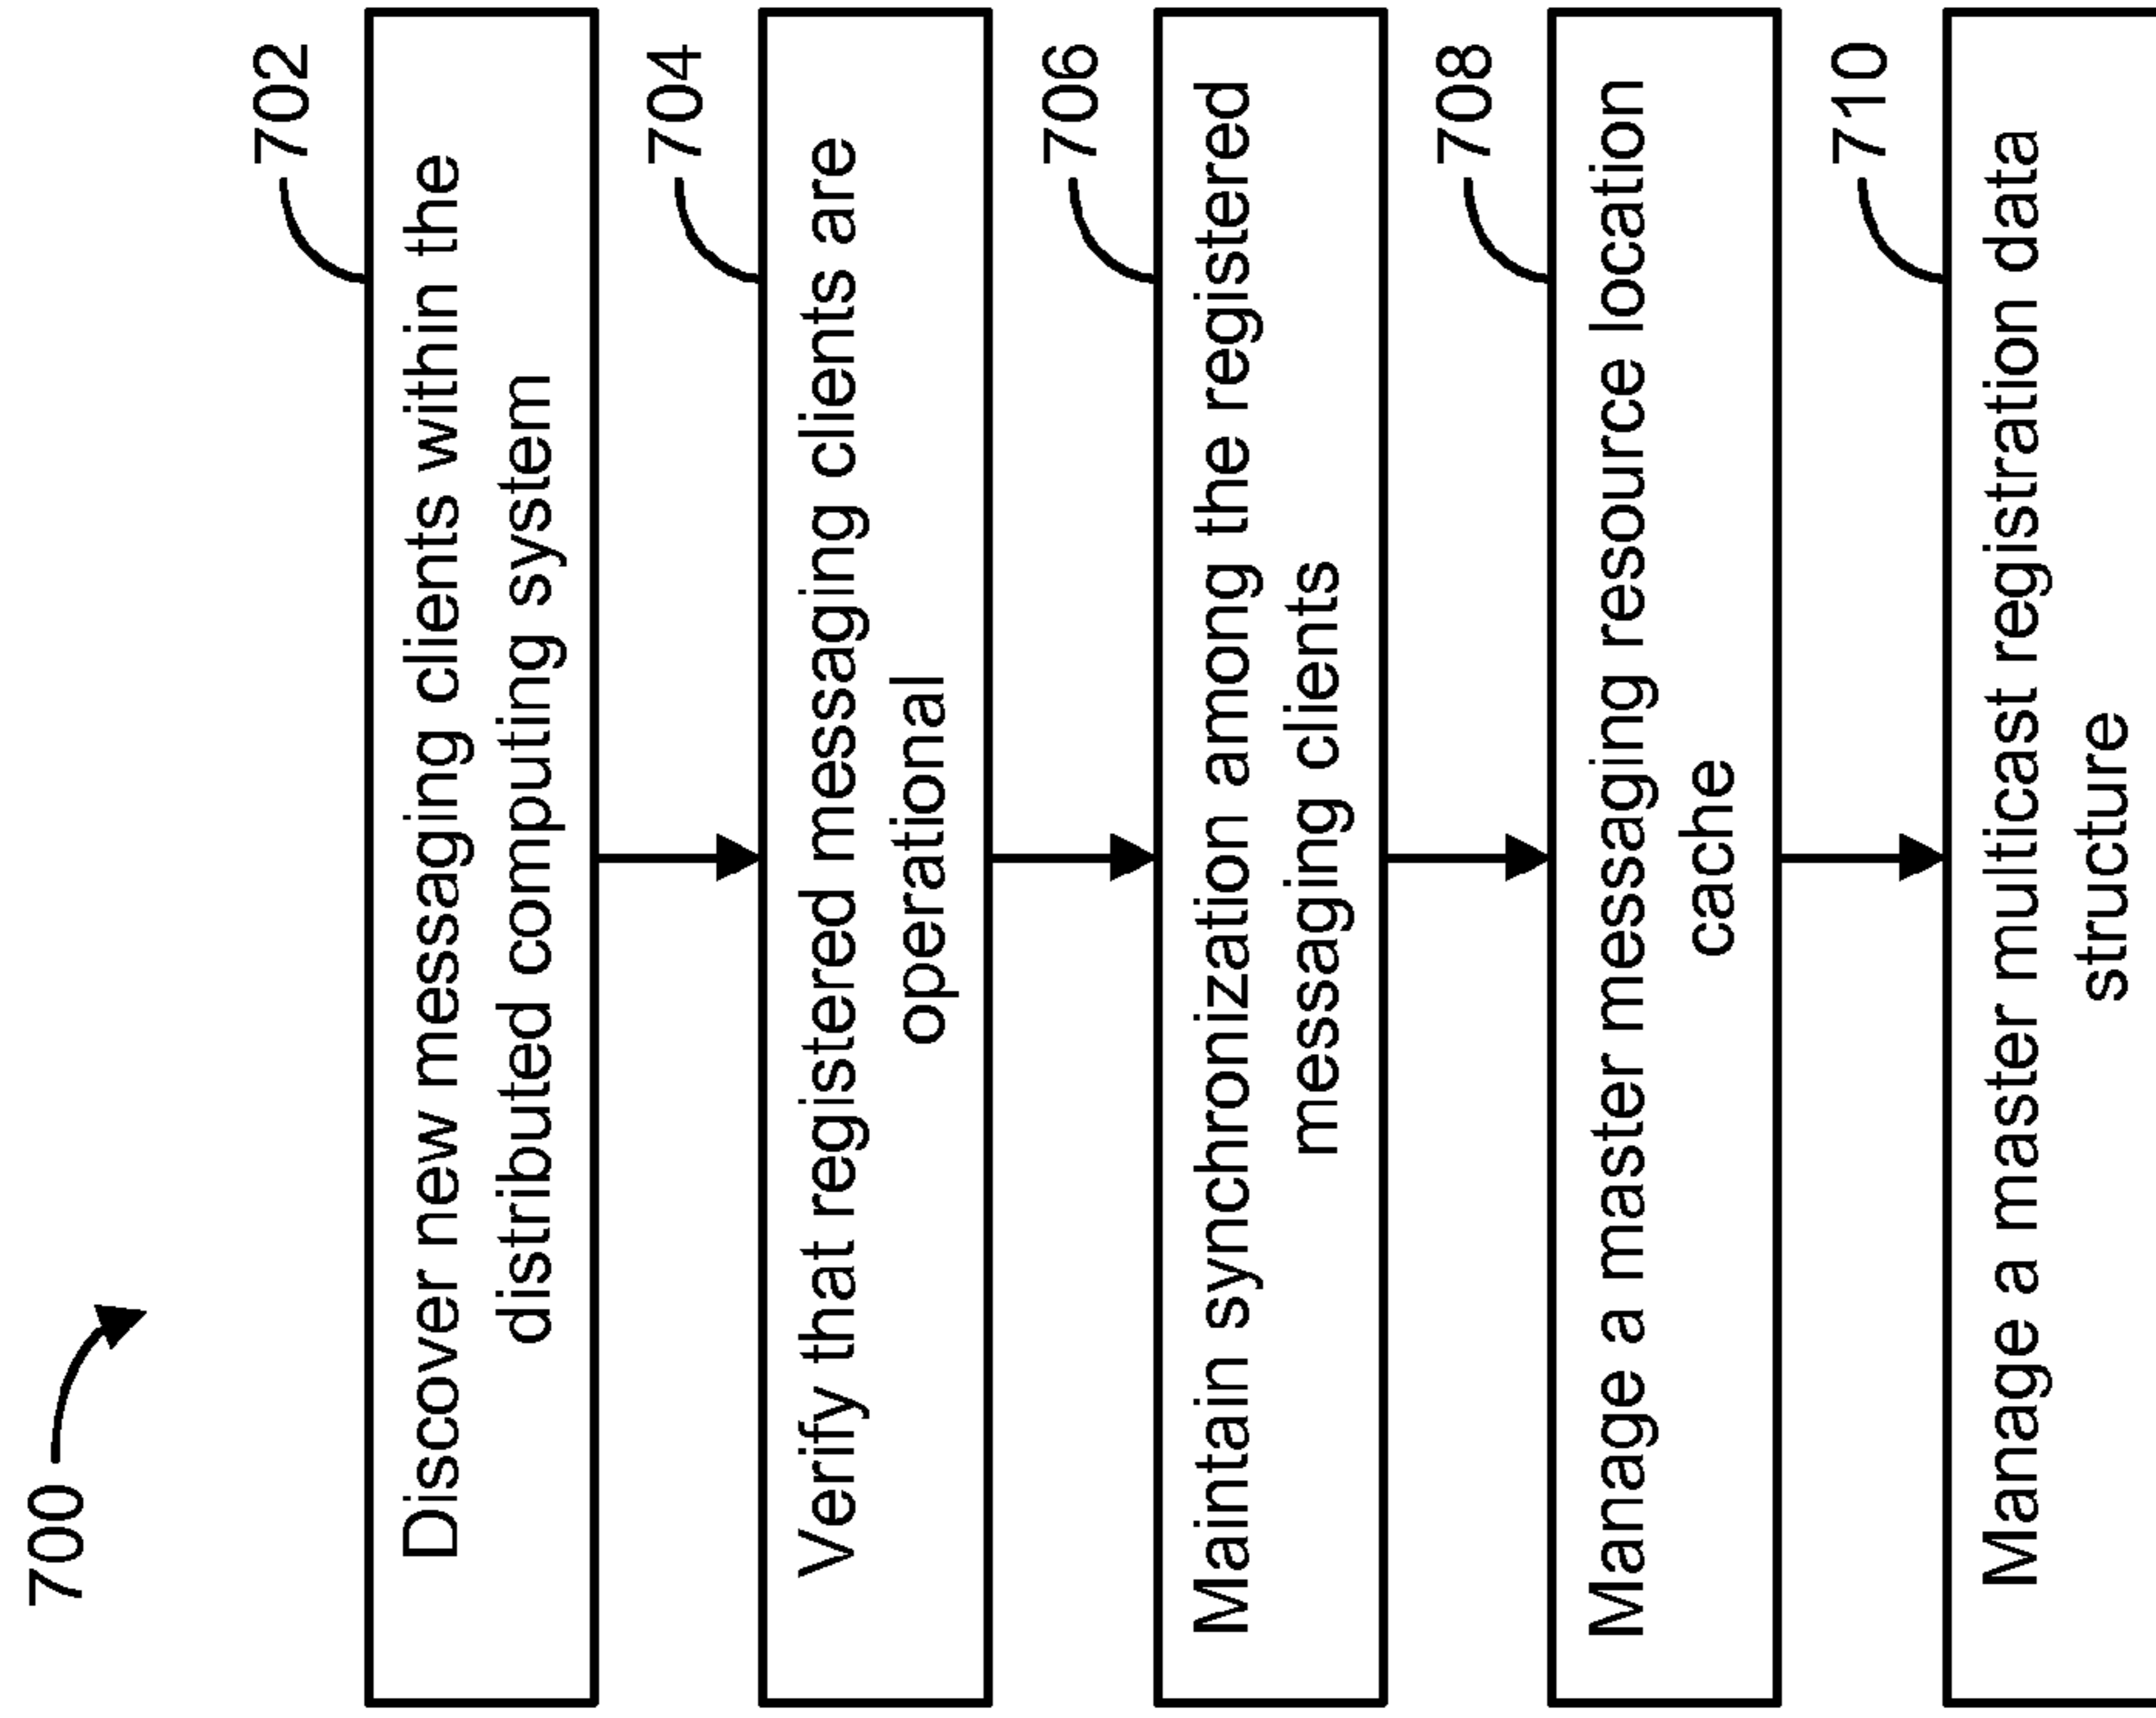 700
702
Discover new messaging clients within the
distributed computing system
704
Verify that registered messaging clients are
operational
706
Maintain synchronization among the registered
messaging clients
708
Manage a master messaging resource location
cache
710
Manage a master multicast registration data
structure